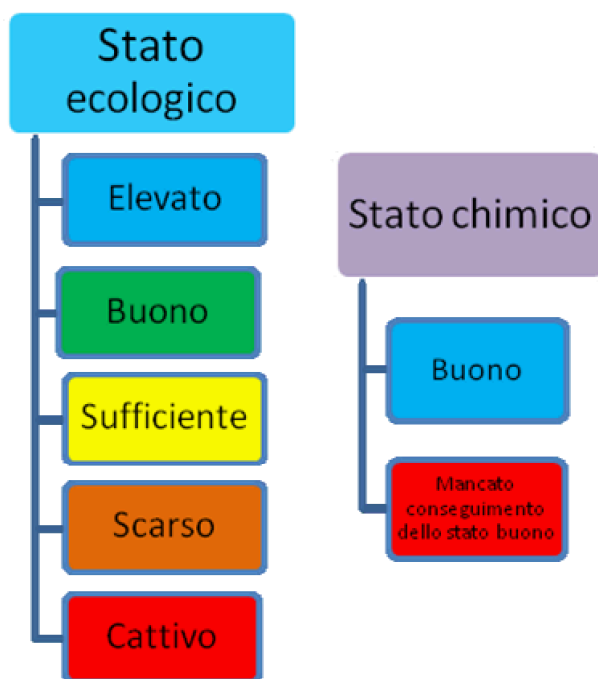 Stato
ecologico
Elevato
Buono
Sufficiente
Scarso
Cattivo
Stato chimico
Buono
Mancato
conseguimento
dello stato buono